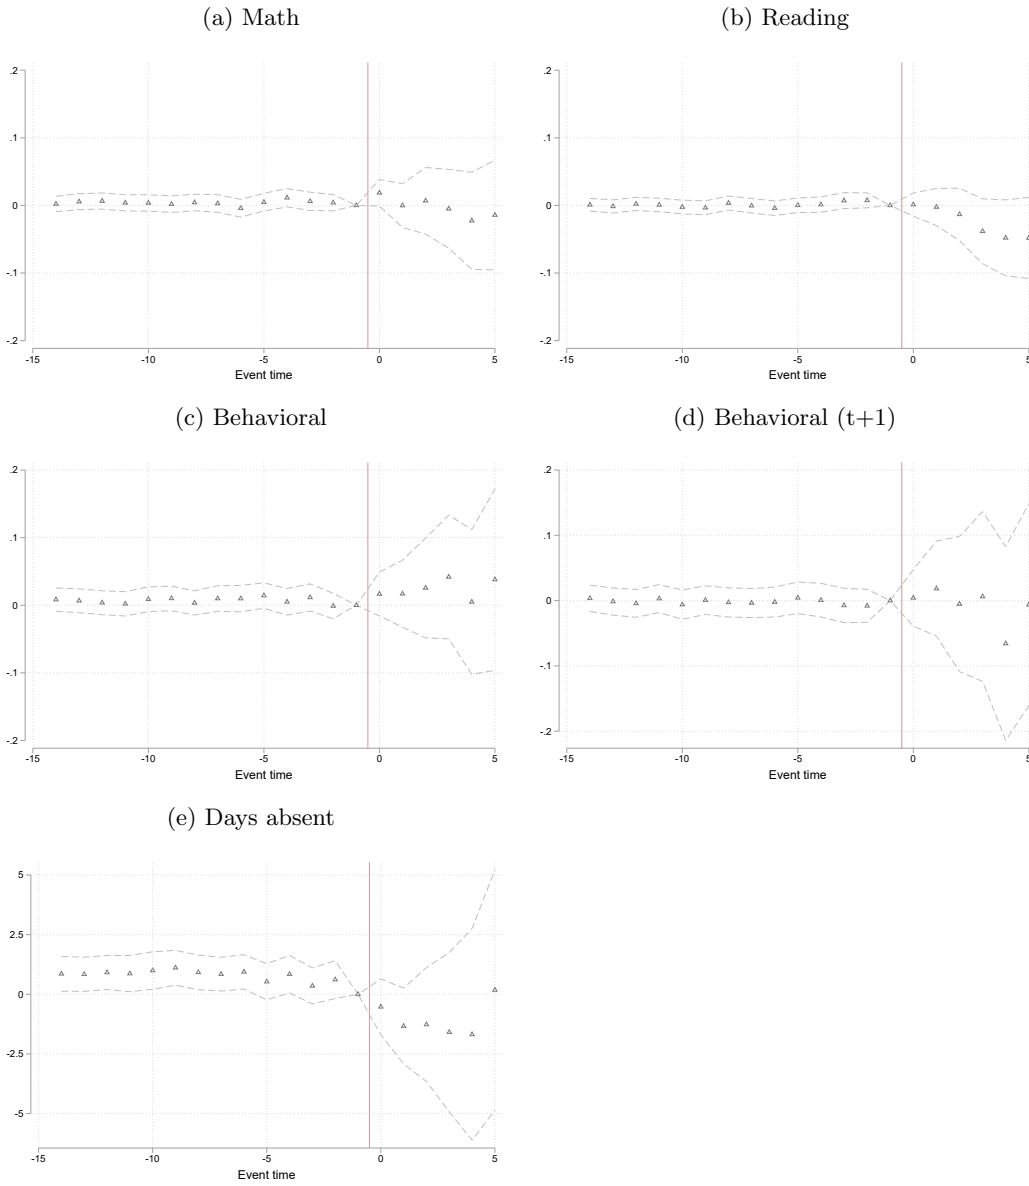 (a) Math
.2
.1
0
-.1
-.2
-15 -10 -5 0 5
Event time
(b) Reading
.2
.1
0
-.1
-.2
-15 -10 -5 0 5
Event time
(c) Behavioral
.2
.1
0
-.1
-.2
-15 -10 -5 0 5
Event time
(d) Behavioral (t+1)
.2
.1
0
-.1
-.2
-15 -10 -5 0 5
Event time
(e) Days absent
5
2.5
0
-2.5
-5
-15 -10 -5 0 5
Event time